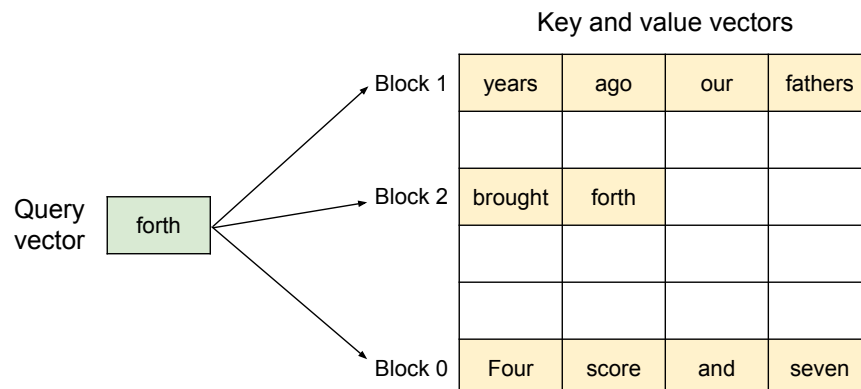 Key and value vectors
Block 1 years ago our fathers
Query vector
forth
Block 2 brought forth
Block 0 Four score and seven